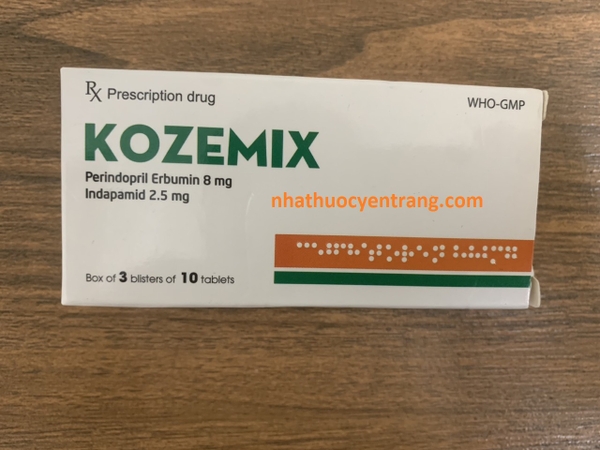 Rx Prescription drug
WHO-GMP
KOZEMIX
Perindopril Erbumin 8 mg
Indapamid 2.5 mg
nhathuocyentrang.com
Box of 3 blisters of 10 tablets